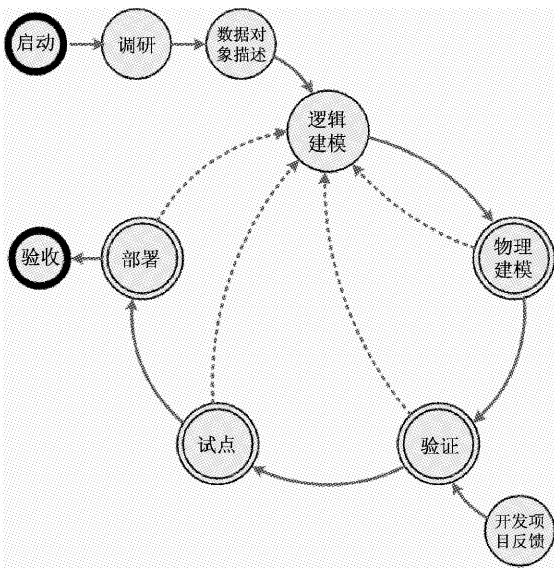 启动
调研
数据对
象描述
逻辑
建模
验收
部署
物理
建模
试点
验证
开发项
目反馈